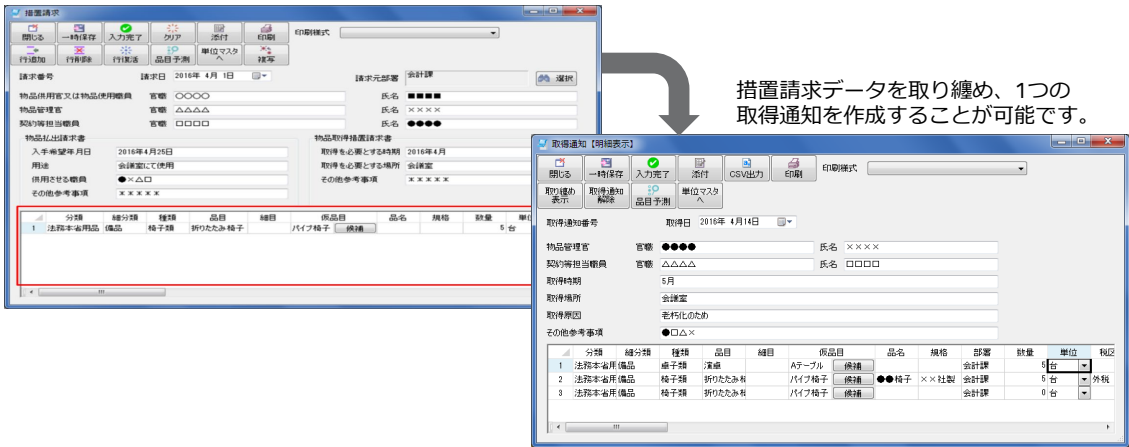 措置請求
閉じる 一時保存 入力完了 クリア 添付 印刷 印刷様式
行追加 行削除 行復活 品目予測 単位マスタへ 複写
請求番号 請求日 2016年 4月 1日 請求元部署 会計課 選択
物品供用官又は物品使用職員 官職 〇〇〇〇 氏名 ■■■■
物品管理官 官職 △△△△ 氏名 ××××
契約等担当職員 官職 □□□□ 氏名 ●●●●
物品払出請求書 物品取得措置請求書
入手希望年月日 2016年4月25日 取得を必要とする時期 2016年4月
用途 会議室にて使用 取得を必要とする場所 会議室
供用させる職員 ●×△□ その他参考事項 ×××××
その他参考事項 ×××××
分類 細分類 種類 品目 細目 仮品目 品名 規格 数量 単位
1 法務本省用品 備品 椅子類 折りたたみ椅子 パイプ椅子 候補 5 台
措置請求データを取り纏め、1つの
取得通知を作成することが可能です。
取得通知【明細表示】
閉じる 一時保存 入力完了 添付 CSV出力 印刷 印刷様式
取り纏め表示 取得通知解除 品目予測 単位マスタへ
取得通知番号 取得日 2016年 4月14日
物品管理官 官職 ●●●● 氏名 ××××
契約等担当職員 官職 △△△△ 氏名 □□□□
取得時期 5月
取得場所 会議室
取得原因 老朽化のため
その他参考事項 ●□△×
分類 細分類 種類 品目 細目 仮品目 品名 規格 部署 数量 単位 税区
1 法務本省用 備品 卓子類 演卓 Aテーブル 候補 会計課 5 台
2 法務本省用 備品 椅子類 折りたたみ椅 パイプ椅子 候補 ●●椅子 ××社製 会計課 5 台 外税
3 法務本省用 備品 椅子類 折りたたみ椅 パイプ椅子 候補 会計課 0 台